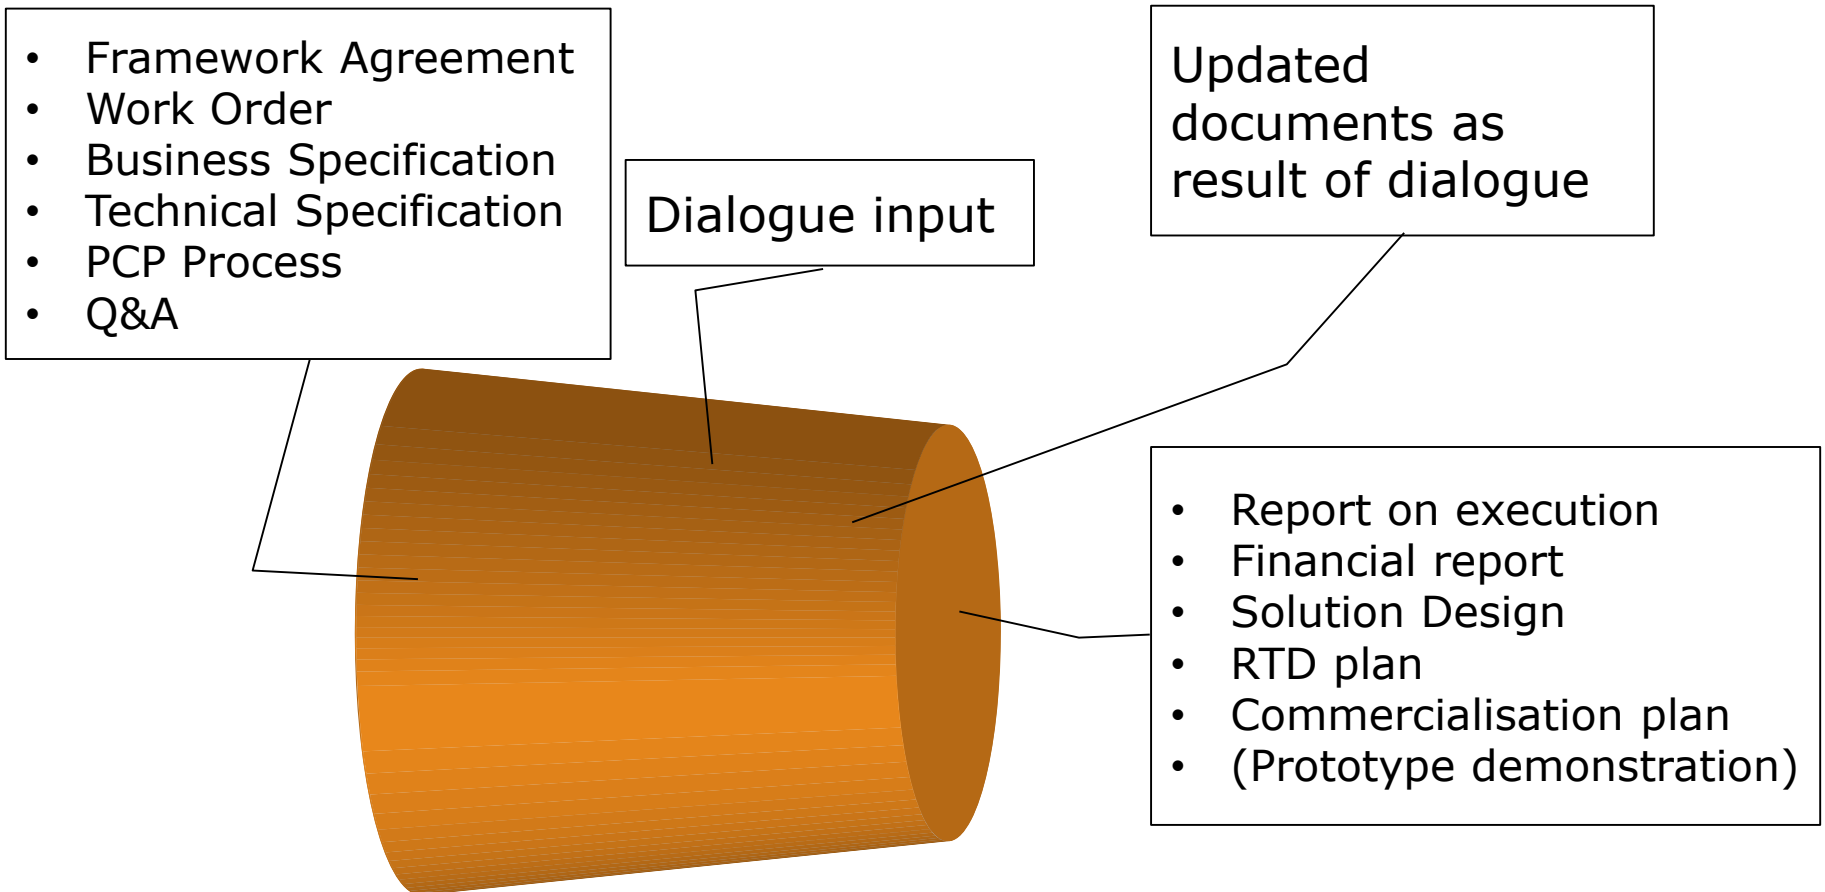 • Framework Agreement
• Work Order
• Business Specification
• Technical Specification
• PCP Process
• Q&A
Dialogue input
Updated
documents as
result of dialogue
• Report on execution
• Financial report
• Solution Design
• RTD plan
• Commercialisation plan
• (Prototype demonstration)